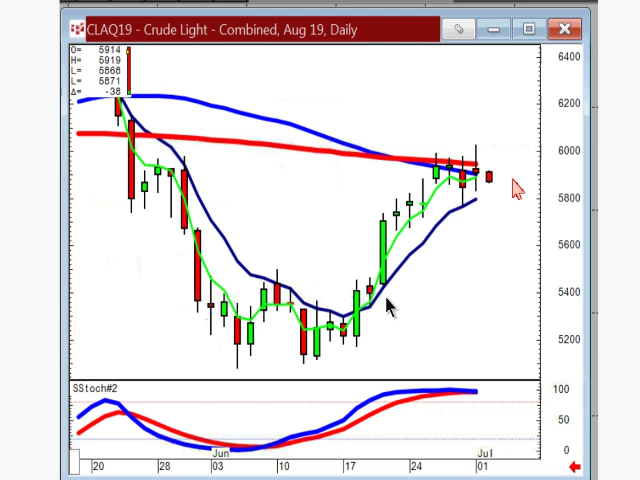 CLAQ19 - Crude Light - Combined, Aug 19, Daily
O= 5914
H= 5919
L= 5868
L= 5871
Δ= -38
6400
6200
6000
5800
5600
5400
5200
SStoch#2
100
50
0
Jun Jul
20 28 03 10 17 24 01